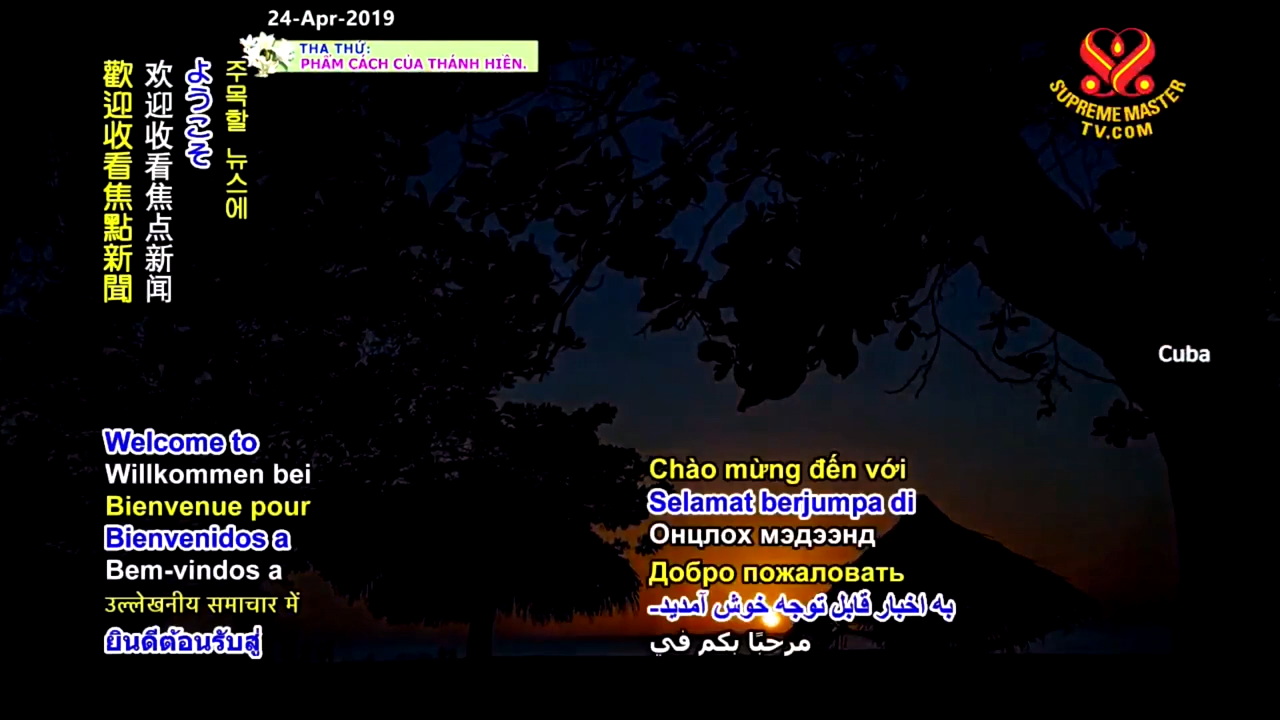 24-Apr-2019
THA THỨ:
PHẨM CÁCH CỦA THÁNH HIỀN.
SUPREME MASTER
TV.COM
歡迎收看焦點新聞
欢迎收看焦点新闻
ようこそ
주목할 뉴스에
Cuba
Welcome to
Willkommen bei
Bienvenue pour
Bienvenidos a
Bem-vindos a
उल्लेखनीय समाचार में
ยินดีต้อนรับสู่
Chào mừng đến với
Selamat berjumpa di
Онцлох мэдээнд
Добро пожаловать
به اخبار قابل توجه خوش آمدید-
مرحبًا بكم في